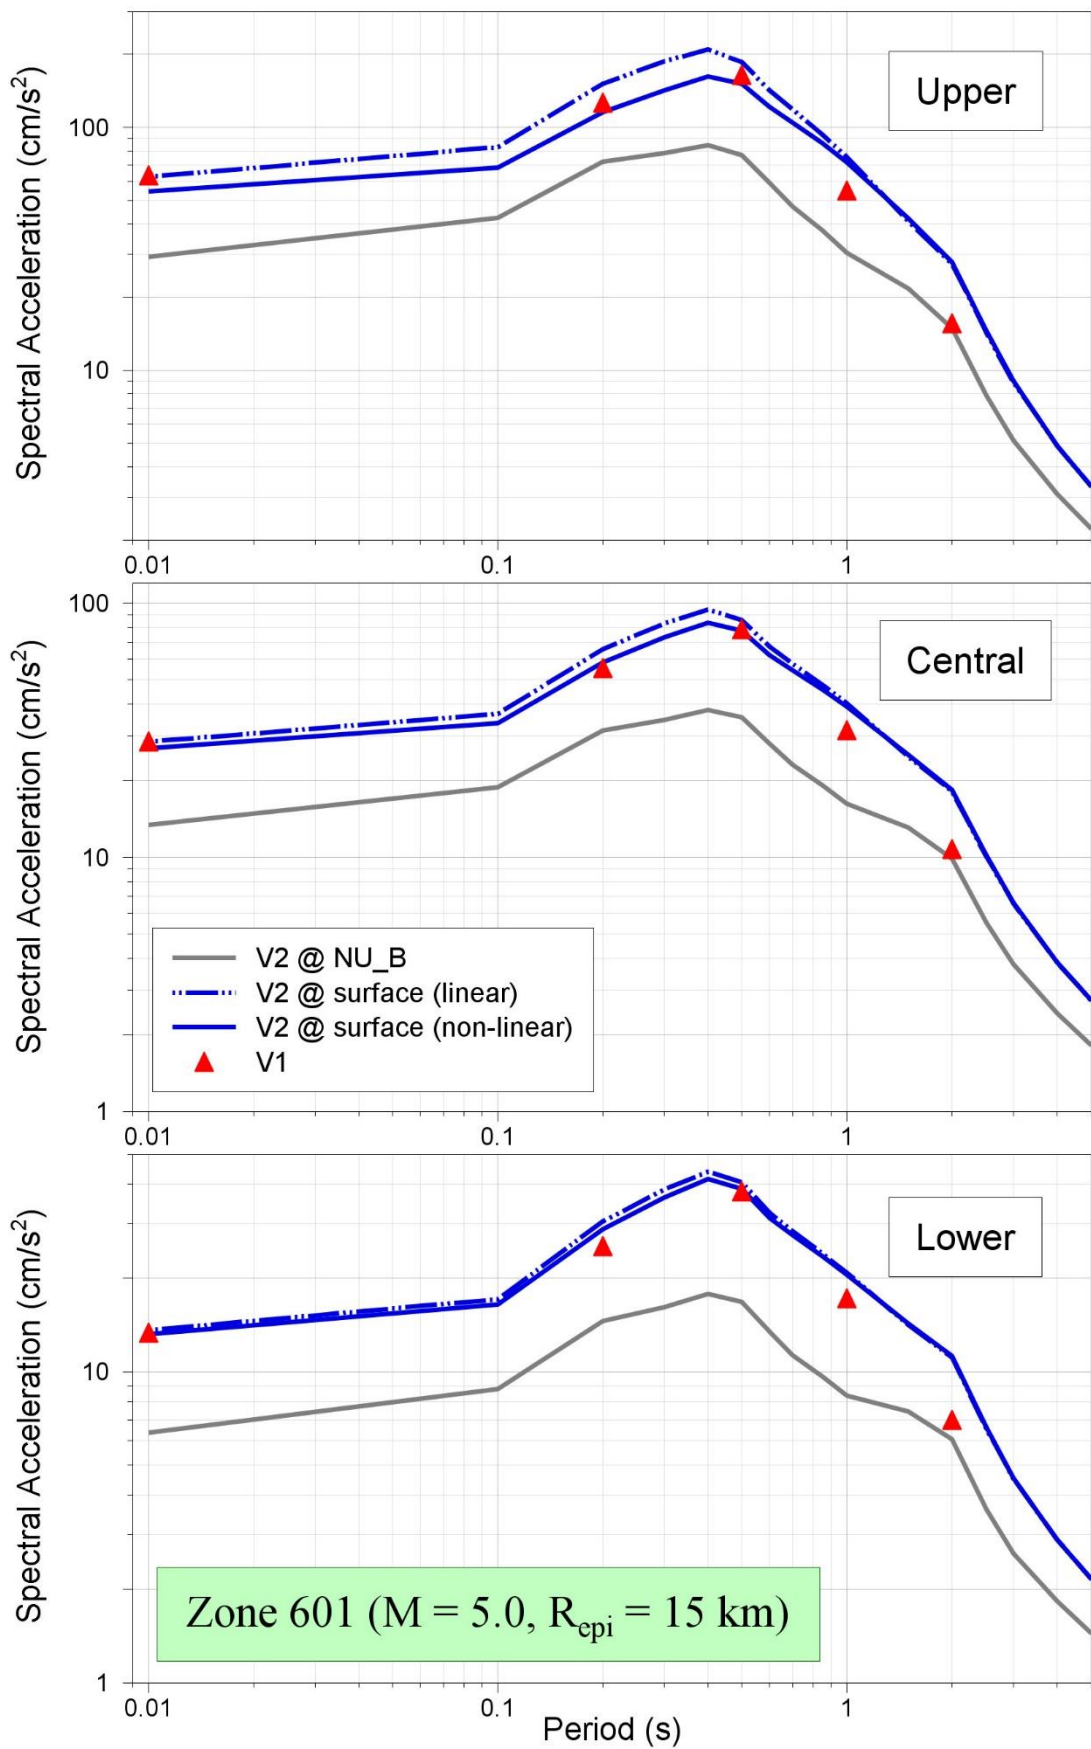 Spectral Acceleration (cm/s²)
100
10
Upper
0.01 0.1 1
Spectral Acceleration (cm/s²)
100
10
1
Central
V2 @ NU_B
V2 @ surface (linear)
V2 @ surface (non-linear)
V1
0.01 0.1 1
Spectral Acceleration (cm/s²)
10
1
Lower
Zone 601 (M = 5.0, Repi = 15 km)
0.01 0.1 1
Period (s)